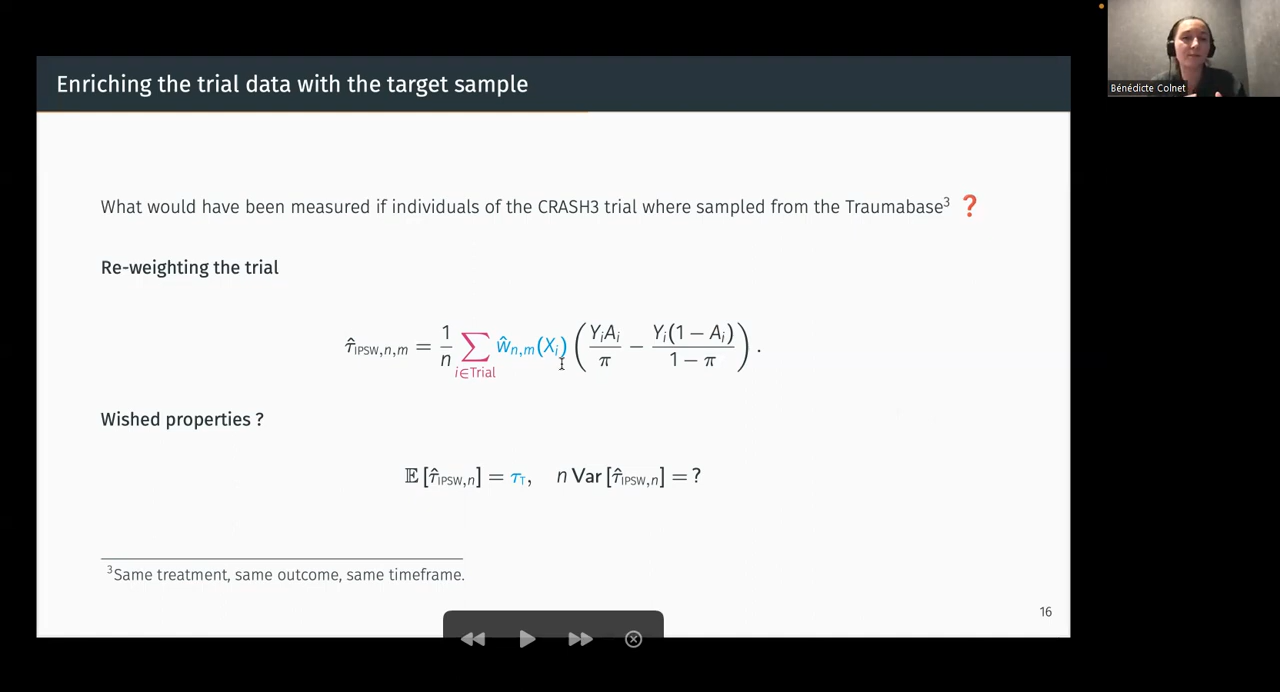 Enriching the trial data with the target sample
Bénédicte Colnet
What would have been measured if individuals of the CRASH3 trial where sampled from the Traumabase³ ❓
Re-weighting the trial
τ̂_IPSW,n,m = 1/n ∑_{i∈Trial} ŵ_n,m(X_i) ( Y_iA_i/π − Y_i(1 − A_i)/(1 − π) ) .
Wished properties ?
𝔼 [τ̂_IPSW,n] = τ_T, n Var [τ̂_IPSW,n] = ?
³Same treatment, same outcome, same timeframe.
16